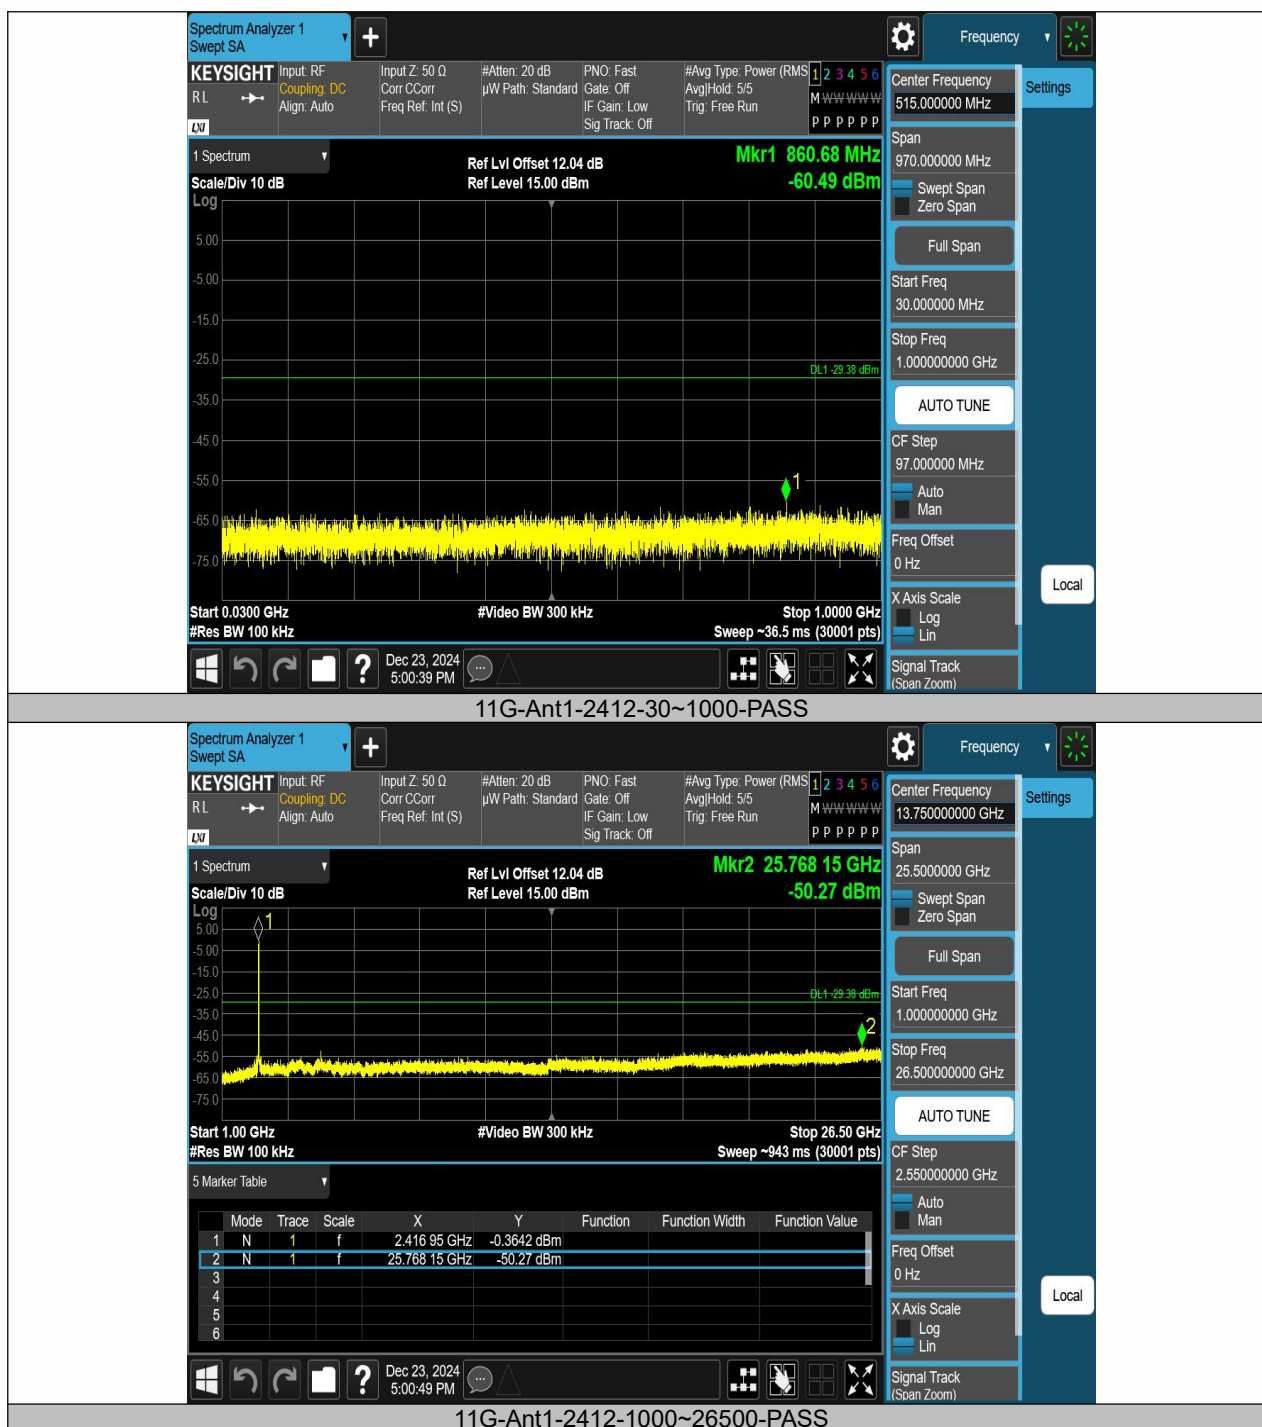 Spectrum Analyzer 1
Swept SA
Frequency
KEYSIGHT
R L
LXI
Input: RF
Coupling: DC
Align: Auto
Input Z: 50 Ω
Corr CCorr
Freq Ref: Int (S)
#Atten: 20 dB
µW Path: Standard
PNO: Fast
Gate: Off
IF Gain: Low
Sig Track: Off
#Avg Type: Power (RMS
Avg|Hold: 5/5
Trig: Free Run
1 2 3 4 5 6
M W W W W W
P P P P P P
Center Frequency
515.000000 MHz
Settings
Span
970.000000 MHz
Swept Span
Zero Span
Full Span
Start Freq
30.000000 MHz
Stop Freq
1.000000000 GHz
AUTO TUNE
CF Step
97.000000 MHz
Auto
Man
Freq Offset
0 Hz
X Axis Scale
Log
Lin
Signal Track
(Span Zoom)
Local
1 Spectrum
Scale/Div 10 dB
Ref Lvl Offset 12.04 dB
Ref Level 15.00 dBm
Mkr1 860.68 MHz
-60.49 dBm
Log
5.00
-5.00
-15.0
-25.0
DL1 -29.38 dBm
-35.0
-45.0
-55.0
1
-65.0
-75.0
Start 0.0300 GHz
#Video BW 300 kHz
Stop 1.0000 GHz
#Res BW 100 kHz
Sweep ~36.5 ms (30001 pts)
?
Dec 23, 2024
5:00:39 PM
11G-Ant1-2412-30~1000-PASS
Spectrum Analyzer 1
Swept SA
Frequency
KEYSIGHT
R L
LXI
Input: RF
Coupling: DC
Align: Auto
Input Z: 50 Ω
Corr CCorr
Freq Ref: Int (S)
#Atten: 20 dB
µW Path: Standard
PNO: Fast
Gate: Off
IF Gain: Low
Sig Track: Off
#Avg Type: Power (RMS
Avg|Hold: 5/5
Trig: Free Run
1 2 3 4 5 6
M W W W W W
P P P P P P
Center Frequency
13.750000000 GHz
Settings
Span
25.5000000 GHz
Swept Span
Zero Span
Full Span
Start Freq
1.000000000 GHz
Stop Freq
26.500000000 GHz
AUTO TUNE
CF Step
2.550000000 GHz
Auto
Man
Freq Offset
0 Hz
X Axis Scale
Log
Lin
Signal Track
(Span Zoom)
Local
1 Spectrum
Scale/Div 10 dB
Ref Lvl Offset 12.04 dB
Ref Level 15.00 dBm
Mkr2 25.768 15 GHz
-50.27 dBm
Log
1
5.00
-5.00
-15.0
-25.0
DL1 -29.38 dBm
-35.0
2
-45.0
-55.0
-65.0
-75.0
Start 1.00 GHz
#Video BW 300 kHz
Stop 26.50 GHz
#Res BW 100 kHz
Sweep ~943 ms (30001 pts)
5 Marker Table
Mode Trace Scale X Y Function Function Width Function Value
1 N 1 f 2.416 95 GHz -0.3642 dBm
2 N 1 f 25.768 15 GHz -50.27 dBm
3
4
5
6
?
Dec 23, 2024
5:00:49 PM
11G-Ant1-2412-1000~26500-PASS